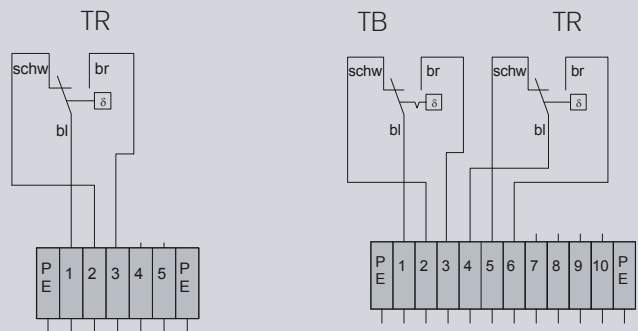 TR
schw br
δ
bl
P E 1 2 3 4 5 P E
TB TR
schw br schw br
δ δ
bl bl
P E 1 2 3 4 5 6 7 8 9 10 P E